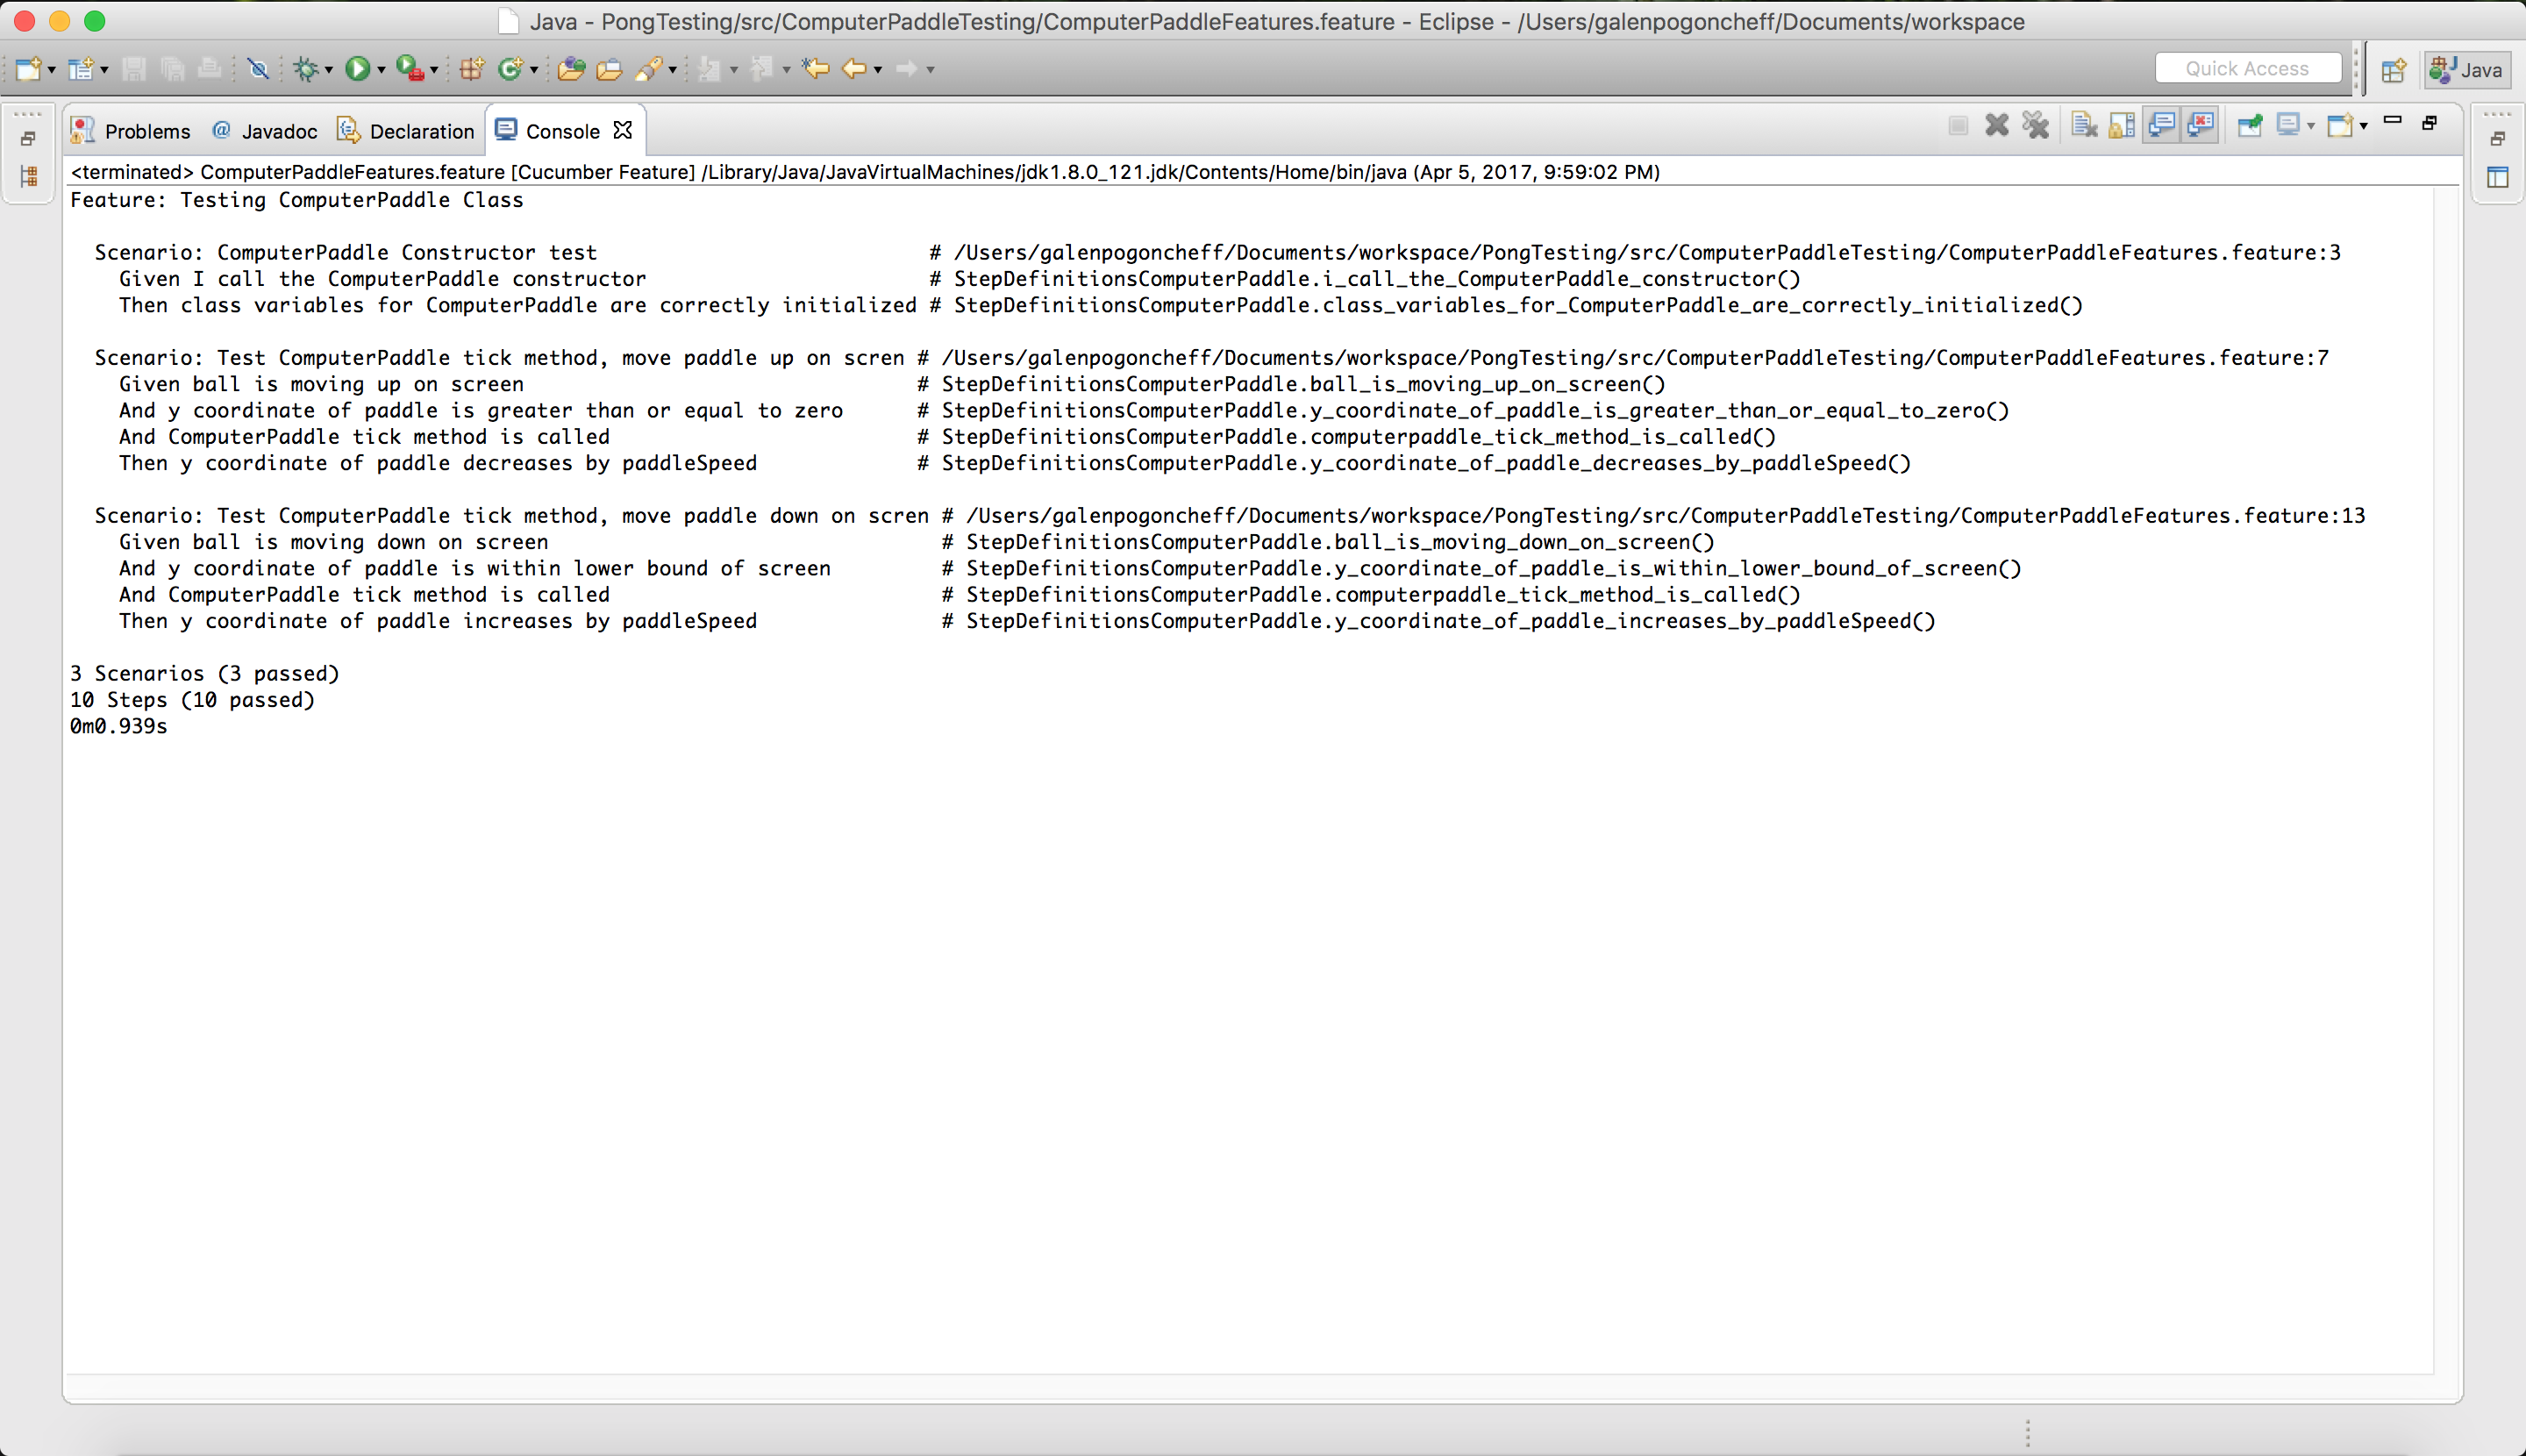 Java - PongTesting/src/ComputerPaddleTesting/ComputerPaddleFeatures.feature - Eclipse - /Users/galenpogoncheff/Documents/workspace
Quick Access
Java
Problems Javadoc Declaration Console
<terminated> ComputerPaddleFeatures.feature [Cucumber Feature] /Library/Java/JavaVirtualMachines/jdk1.8.0_121.jdk/Contents/Home/bin/java (Apr 5, 2017, 9:59:02 PM)
Feature: Testing ComputerPaddle Class
Scenario: ComputerPaddle Constructor test # /Users/galenpogoncheff/Documents/workspace/PongTesting/src/ComputerPaddleTesting/ComputerPaddleFeatures.feature:3
Given I call the ComputerPaddle constructor # StepDefinitionsComputerPaddle.i_call_the_ComputerPaddle_constructor()
Then class variables for ComputerPaddle are correctly initialized # StepDefinitionsComputerPaddle.class_variables_for_ComputerPaddle_are_correctly_initialized()
Scenario: Test ComputerPaddle tick method, move paddle up on scren # /Users/galenpogoncheff/Documents/workspace/PongTesting/src/ComputerPaddleTesting/ComputerPaddleFeatures.feature:7
Given ball is moving up on screen # StepDefinitionsComputerPaddle.ball_is_moving_up_on_screen()
And y coordinate of paddle is greater than or equal to zero # StepDefinitionsComputerPaddle.y_coordinate_of_paddle_is_greater_than_or_equal_to_zero()
And ComputerPaddle tick method is called # StepDefinitionsComputerPaddle.computerpaddle_tick_method_is_called()
Then y coordinate of paddle decreases by paddleSpeed # StepDefinitionsComputerPaddle.y_coordinate_of_paddle_decreases_by_paddleSpeed()
Scenario: Test ComputerPaddle tick method, move paddle down on scren # /Users/galenpogoncheff/Documents/workspace/PongTesting/src/ComputerPaddleTesting/ComputerPaddleFeatures.feature:13
Given ball is moving down on screen # StepDefinitionsComputerPaddle.ball_is_moving_down_on_screen()
And y coordinate of paddle is within lower bound of screen # StepDefinitionsComputerPaddle.y_coordinate_of_paddle_is_within_lower_bound_of_screen()
And ComputerPaddle tick method is called # StepDefinitionsComputerPaddle.computerpaddle_tick_method_is_called()
Then y coordinate of paddle increases by paddleSpeed # StepDefinitionsComputerPaddle.y_coordinate_of_paddle_increases_by_paddleSpeed()
3 Scenarios (3 passed)
10 Steps (10 passed)
0m0.939s